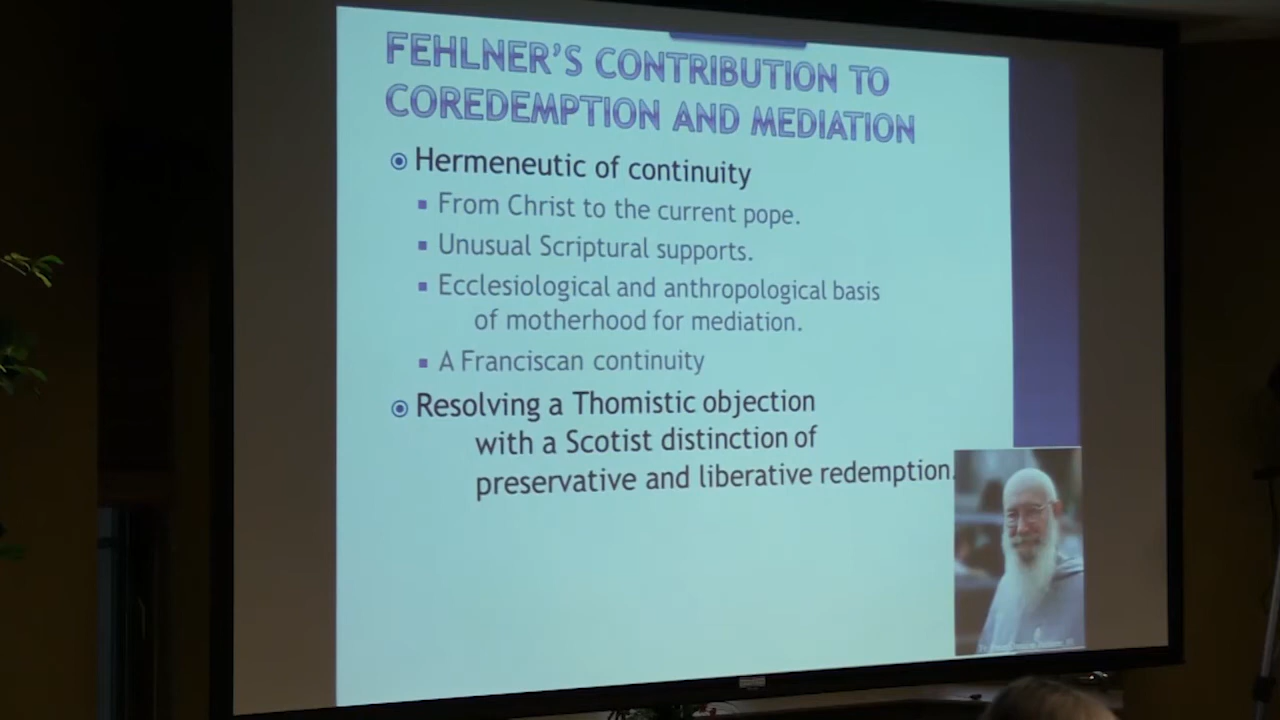 FEHLNER'S CONTRIBUTION TO
COREDEMPTION AND MEDIATION
Hermeneutic of continuity
From Christ to the current pope.
Unusual Scriptural supports.
Ecclesiological and anthropological basis
of motherhood for mediation.
A Franciscan continuity
Resolving a Thomistic objection
with a Scotist distinction of
preservative and liberative redemption.